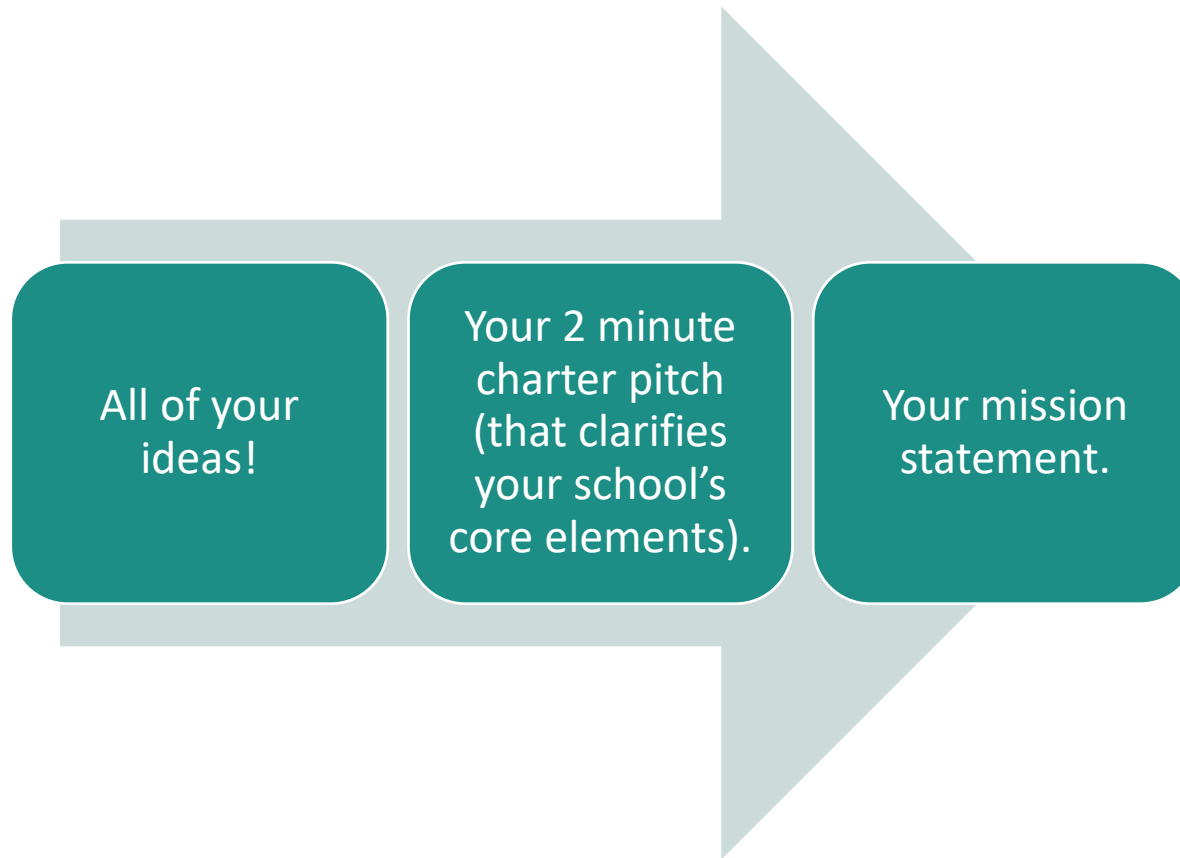 All of your
ideas!
Your 2 minute
charter pitch
(that clarifies
your school’s
core elements).
Your mission
statement.